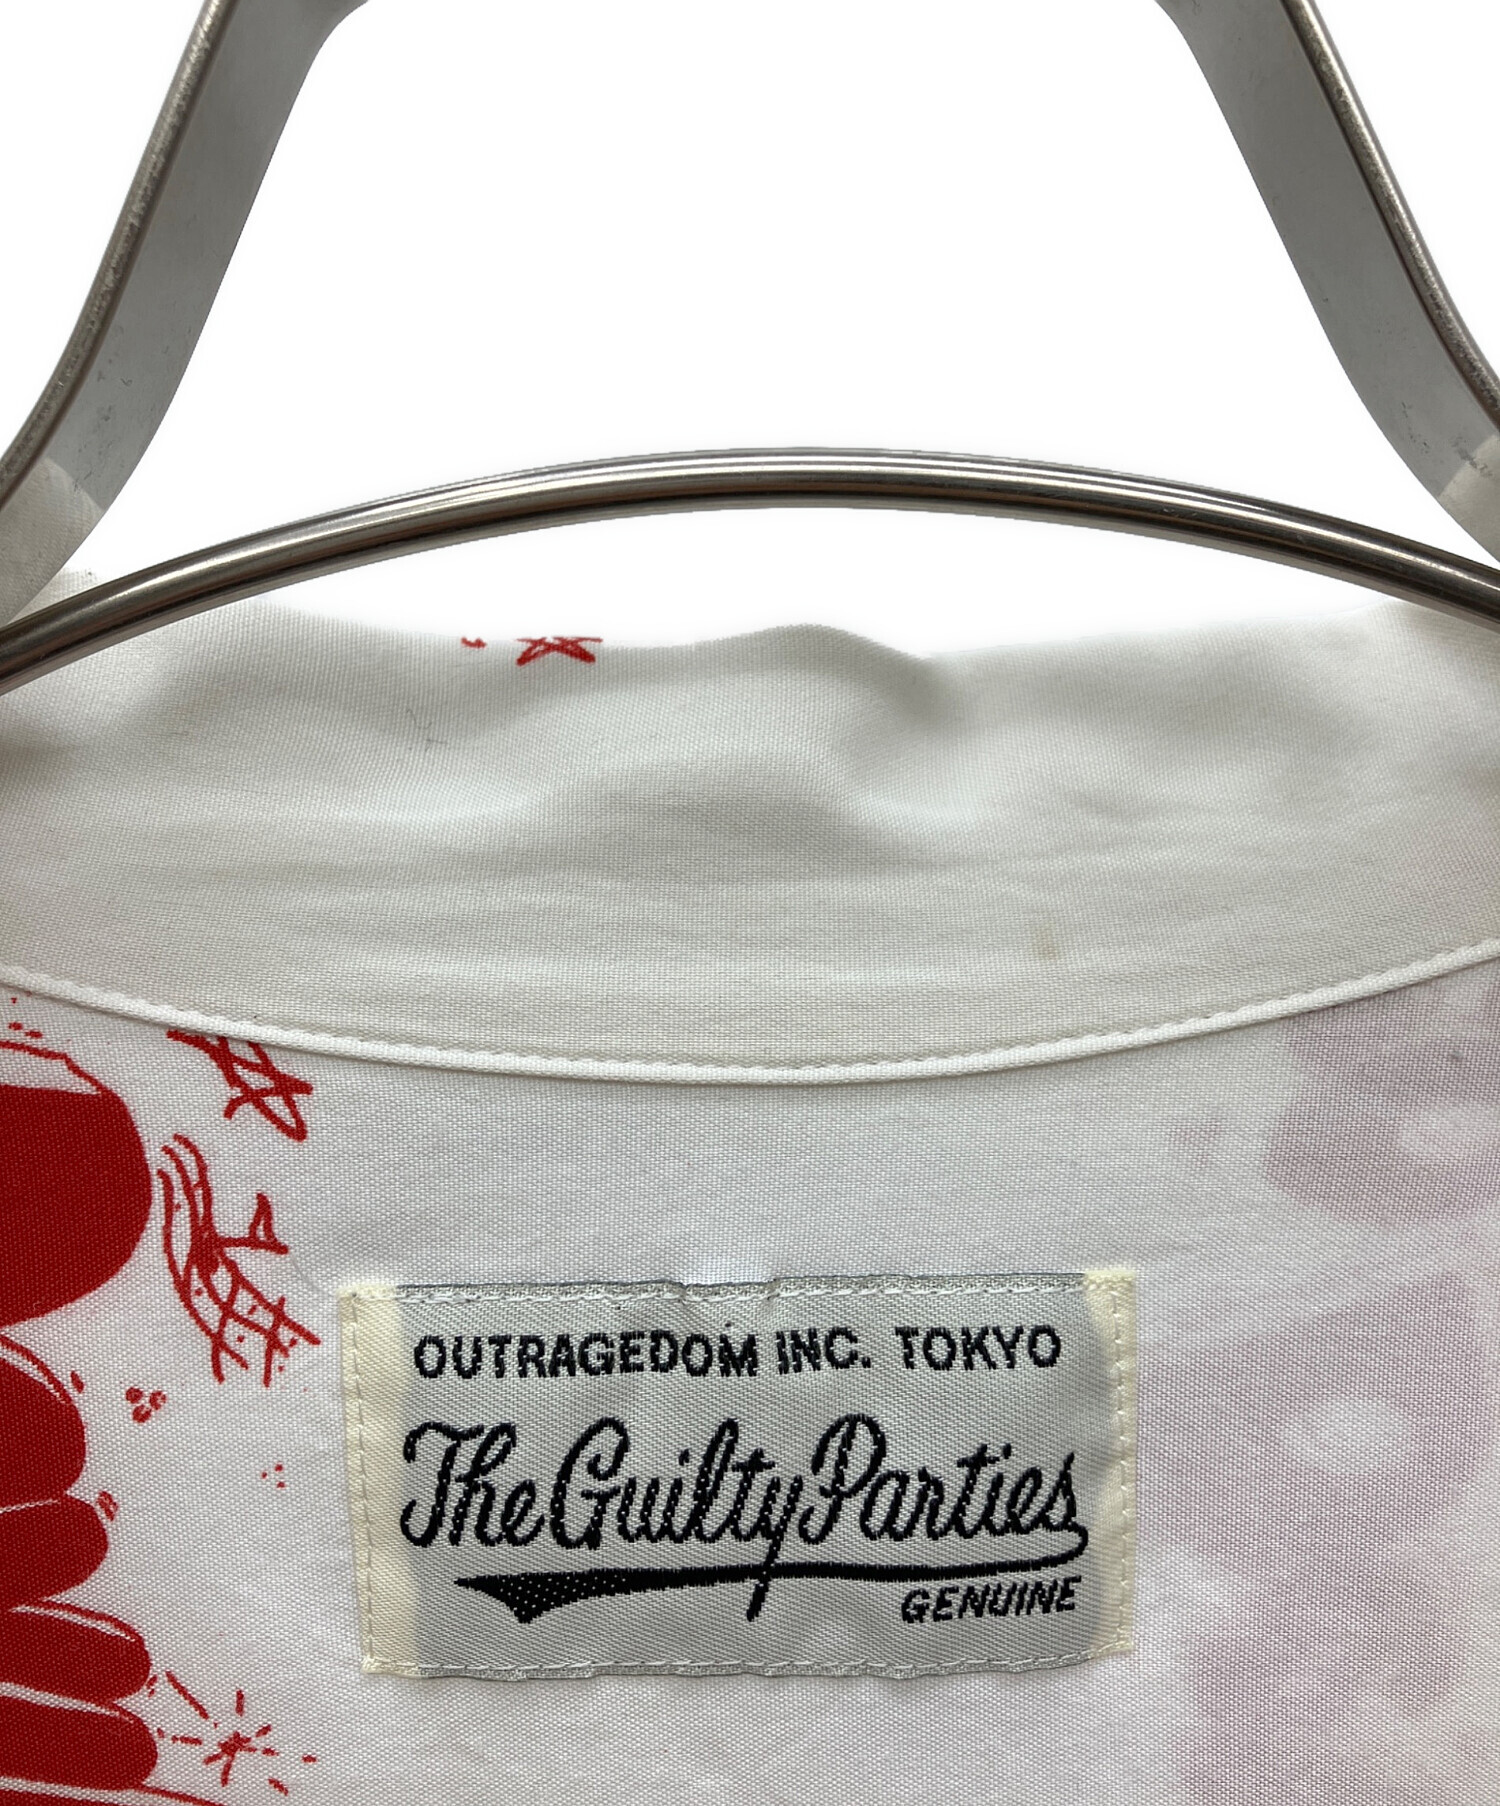 OUTRAGEDOM INC. TOKYO
The Guilty Parties
GENUINE